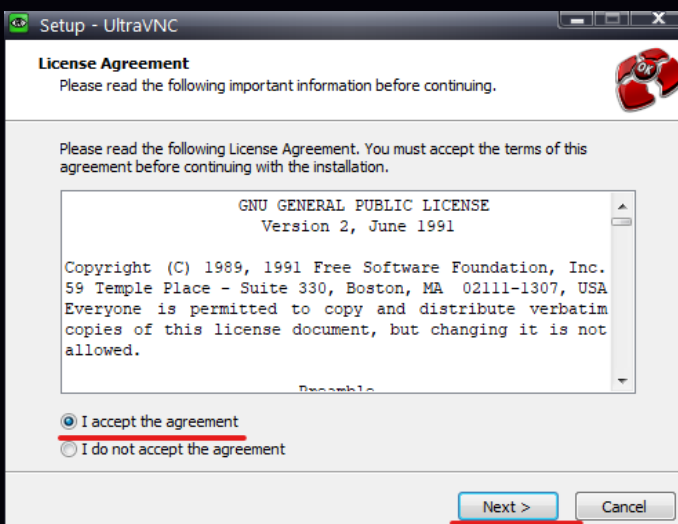 Setup - UltraVNC
License Agreement
Please read the following important information before continuing.
OK
Please read the following License Agreement. You must accept the terms of this
agreement before continuing with the installation.
GNU GENERAL PUBLIC LICENSE
Version 2, June 1991
Copyright (C) 1989, 1991 Free Software Foundation, Inc.
59 Temple Place - Suite 330, Boston, MA  02111-1307, USA
Everyone is permitted to copy and distribute verbatim
copies of this license document, but changing it is not
allowed.
Preamble
I accept the agreement
I do not accept the agreement
Next >
Cancel